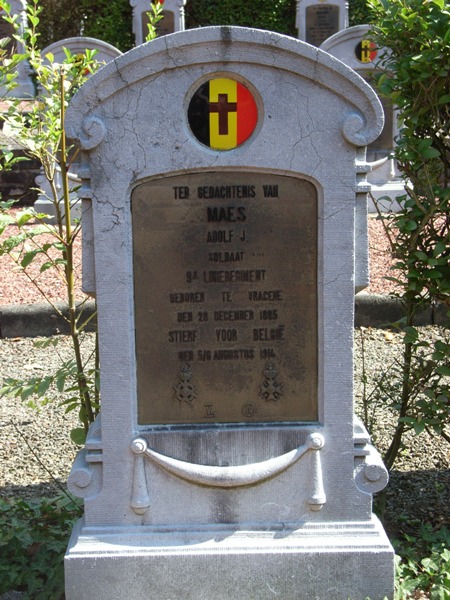 TER GEDACHTENIS VAN
MAES
ADOLF J.
SOLDAAT
9E LINIEREGIMENT
GEBOREN TE VRACENE
DEN 28 DECEMBER 1885
STIERF VOOR BELGIË
DEN 5/6 AUGUSTUS 1914